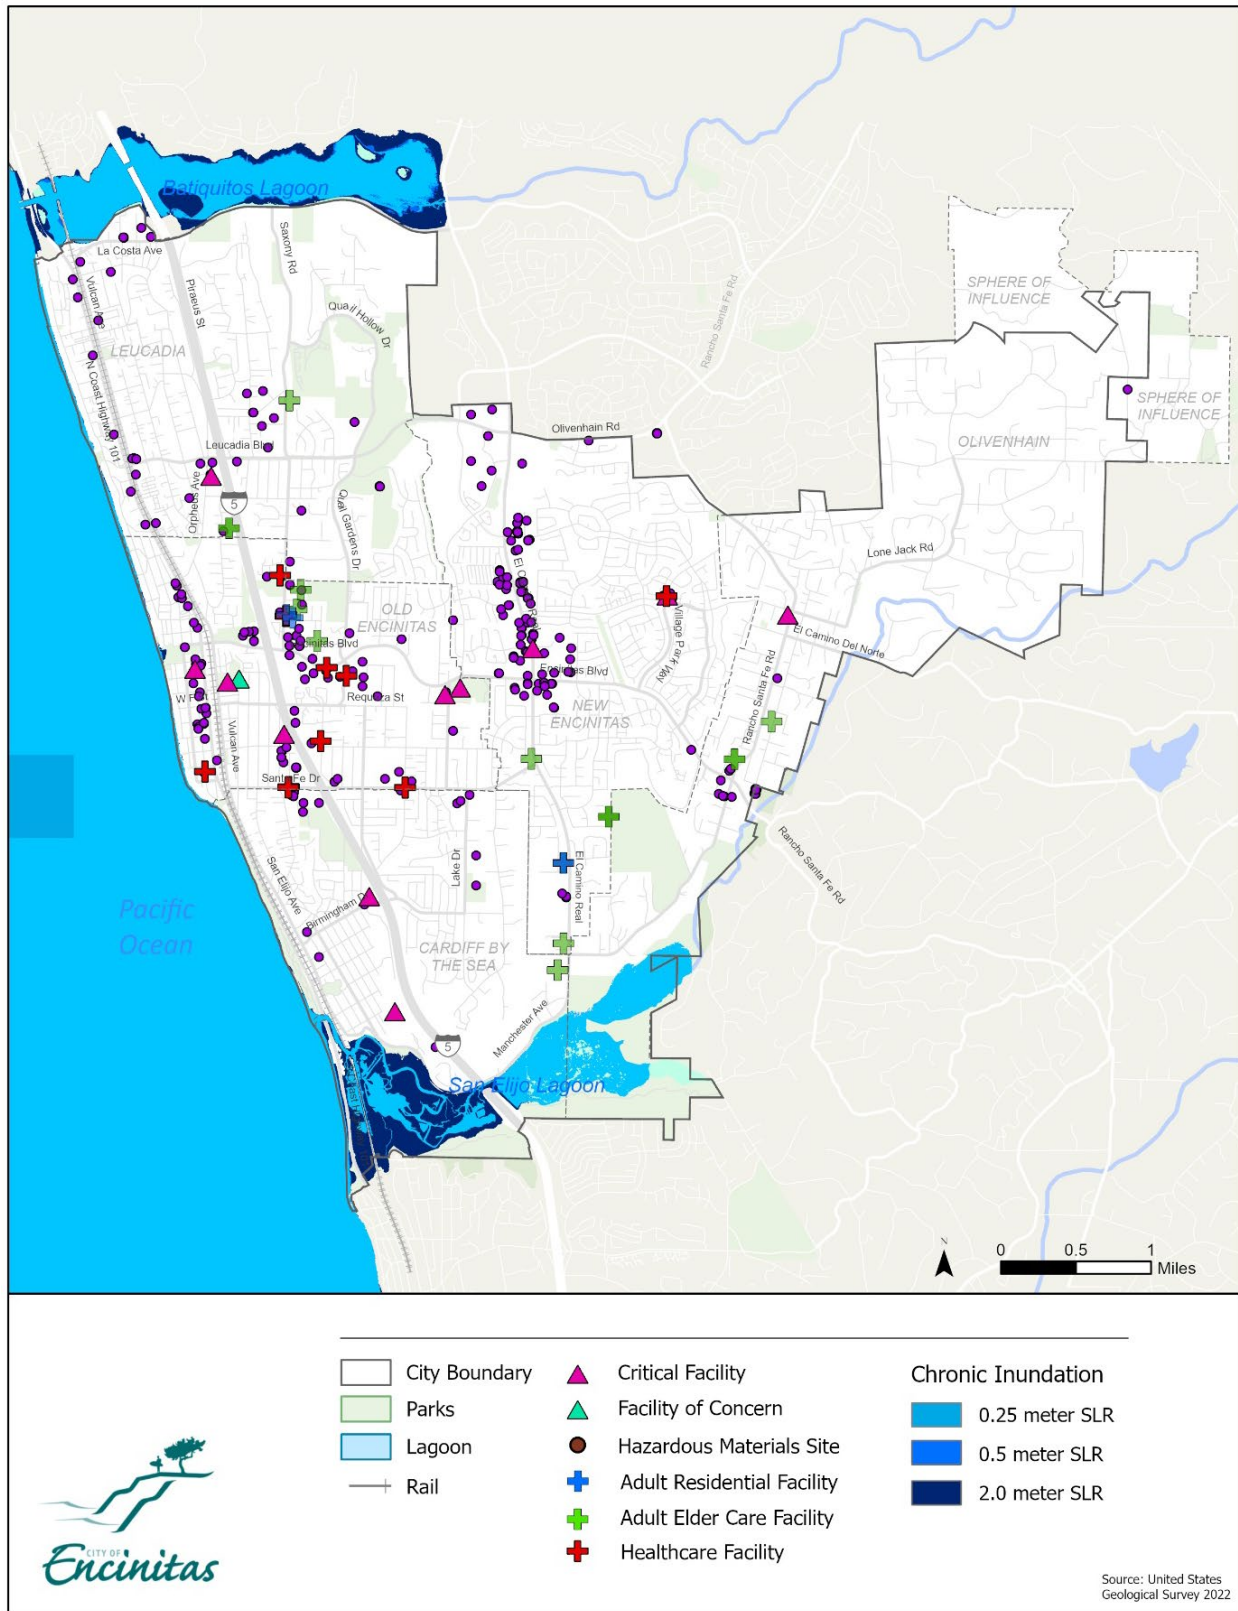 Batiquitos Lagoon
La Costa Ave
Saxony Rd
Vulcan Ave
Piraeus St
Quail Hollow Dr
LEUCADIA
N Coast Highway 101
Rancho Santa Fe Rd
SPHERE OF
INFLUENCE
SPHERE OF
INFLUENCE
OLIVENHAIN
Olivenhain Rd
Leucadia Blvd
Orpheus Ave
5
Quail Gardens Dr
Lone Jack Rd
OLD
ENCINITAS
Village Park Way
El Camino Del Norte
Encinitas Blvd
Requeza St
NEW
ENCINITAS
Rancho Santa Fe Rd
Vulcan Ave
Santa Fe Dr
San Elijo Ave
Lake Dr
El Camino Real
Rancho Santa Fe Rd
Birmingham D
Pacific
Ocean
CARDIFF BY
THE SEA
Manchester Ave
5
San Elijo Lagoon
N
0 0.5 1
Miles
City Boundary
Parks
Lagoon
Rail
Critical Facility
Facility of Concern
Hazardous Materials Site
Adult Residential Facility
Adult Elder Care Facility
Healthcare Facility
Chronic Inundation
0.25 meter SLR
0.5 meter SLR
2.0 meter SLR
CITY OF
Encinitas
Source: United States
Geological Survey 2022